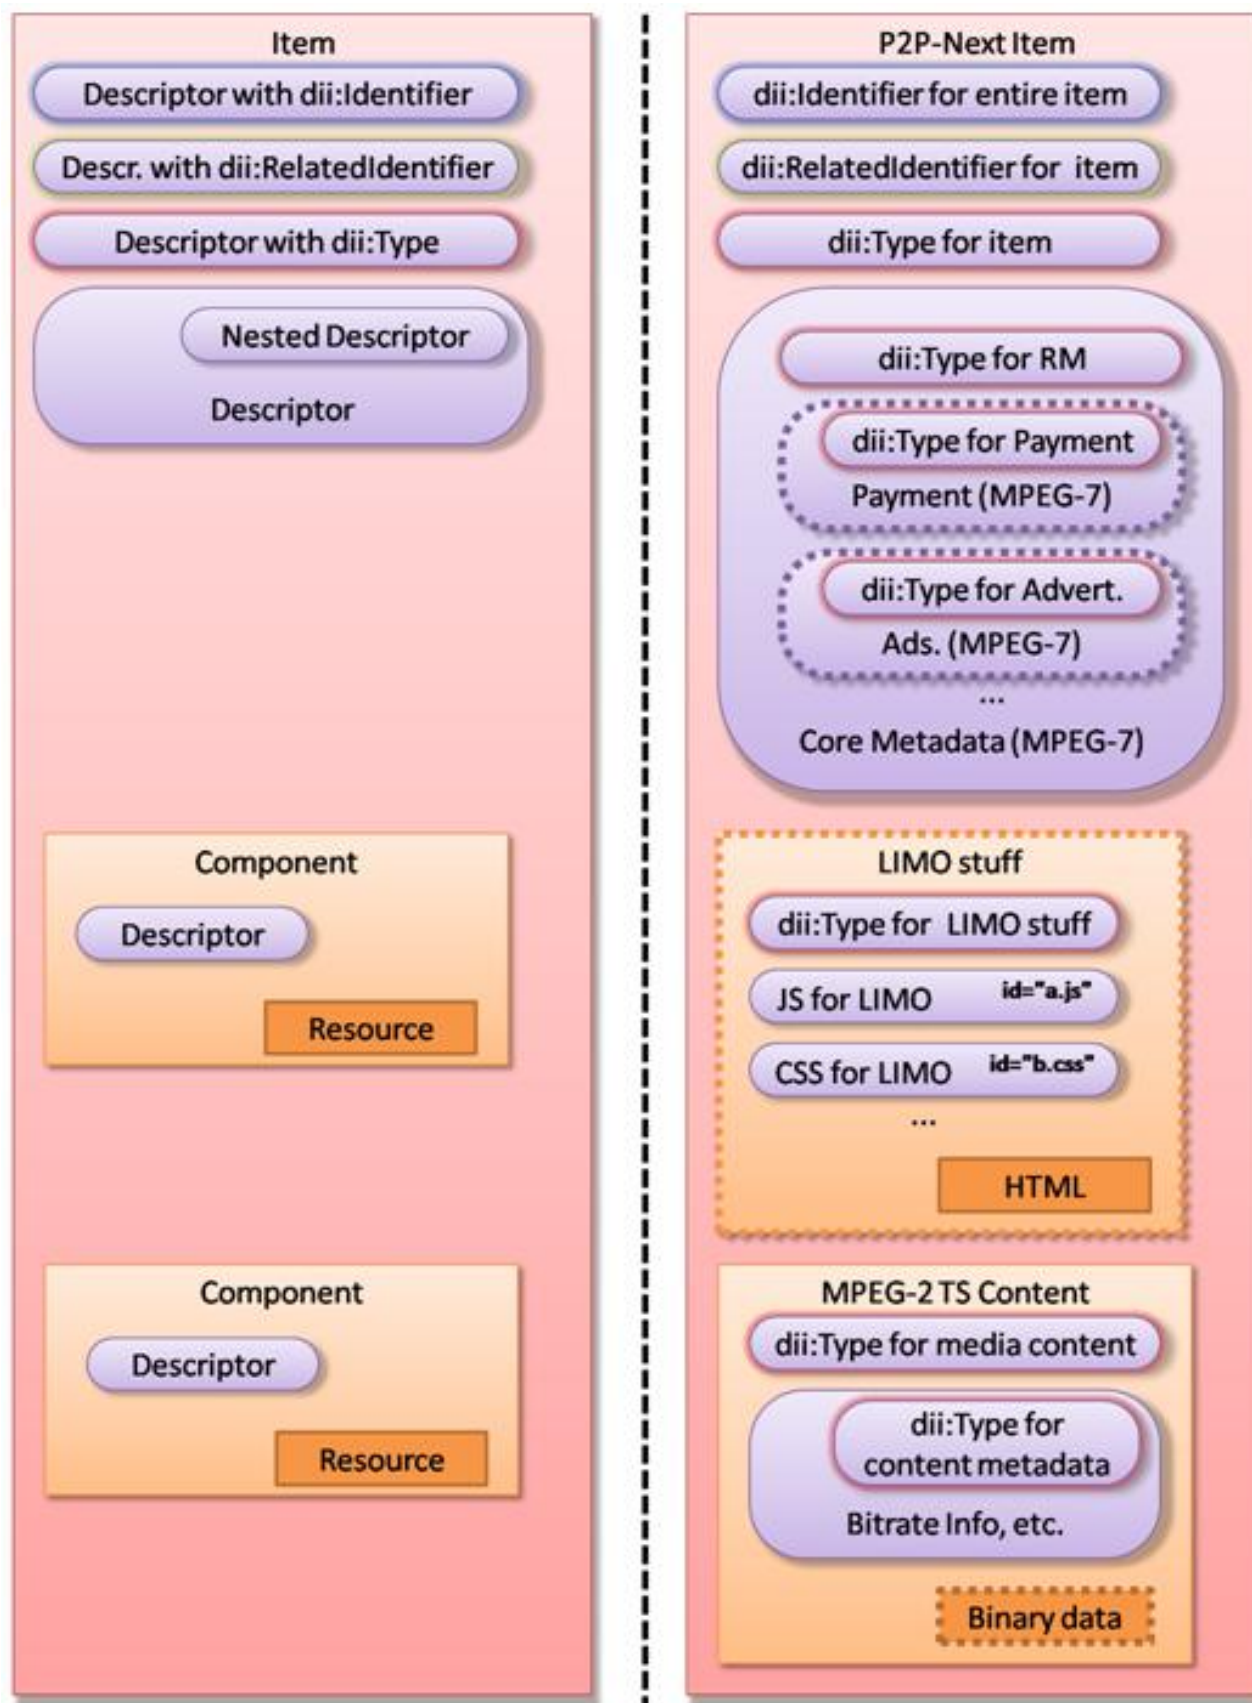 Item
Descriptor with dii:Identifier
Descr. with dii:RelatedIdentifier
Descriptor with dii:Type
Nested Descriptor
Descriptor
Component
Descriptor
Resource
Component
Descriptor
Resource
P2P-Next Item
dii:Identifier for entire item
dii:RelatedIdentifier for item
dii:Type for item
dii:Type for RM
dii:Type for Payment
Payment (MPEG-7)
dii:Type for Advert.
Ads. (MPEG-7)
...
Core Metadata (MPEG-7)
LIMO stuff
dii:Type for LIMO stuff
JS for LIMO id="a.js"
CSS for LIMO id="b.css"
...
HTML
MPEG-2 TS Content
dii:Type for media content
dii:Type for
content metadata
Bitrate Info, etc.
Binary data